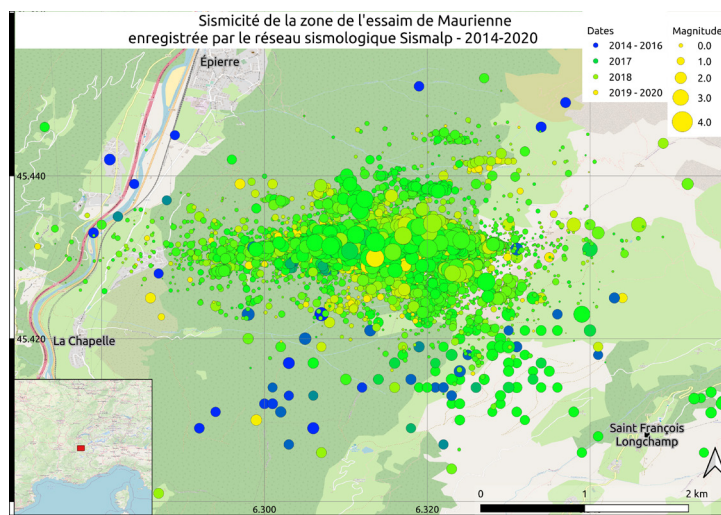 Sismicité de la zone de l'essaim de Maurienne
enregistrée par le réseau sismologique Sismalp - 2014-2020
Dates
2014 - 2016
2017
2018
2019 - 2020
Magnitude
0.0
1.0
2.0
3.0
4.0
Épierre
45.440
45.420
La Chapelle
Saint François
Longchamp
6.300
6.320
0
1
2 km